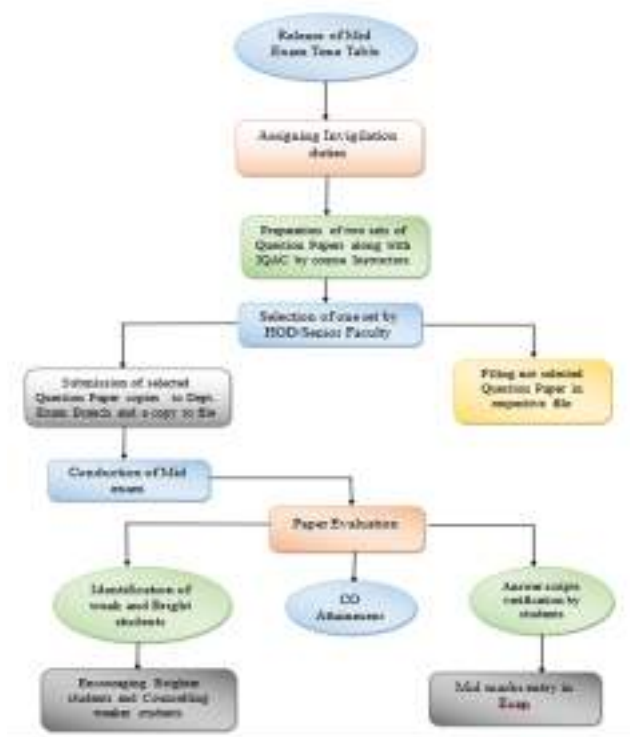 Release of Mid
Exam Time Table
Assigning Invigilation
duties
Preparation of two sets of
Question Papers along with
IQAC by course Instructors
Selection of one set by
HOD/Senior Faculty
Submission of selected
Question Paper copies to Dept.
Exam Branch and a copy to file
Filing not selected
Question Paper in
respective file
Conduction of Mid
exam
Paper Evaluation
Identification of
weak and Bright
students
CO
Attainment
Answer scripts
verification by
students
Encouraging
students and Counselling
weaker students
Mid marks entry in